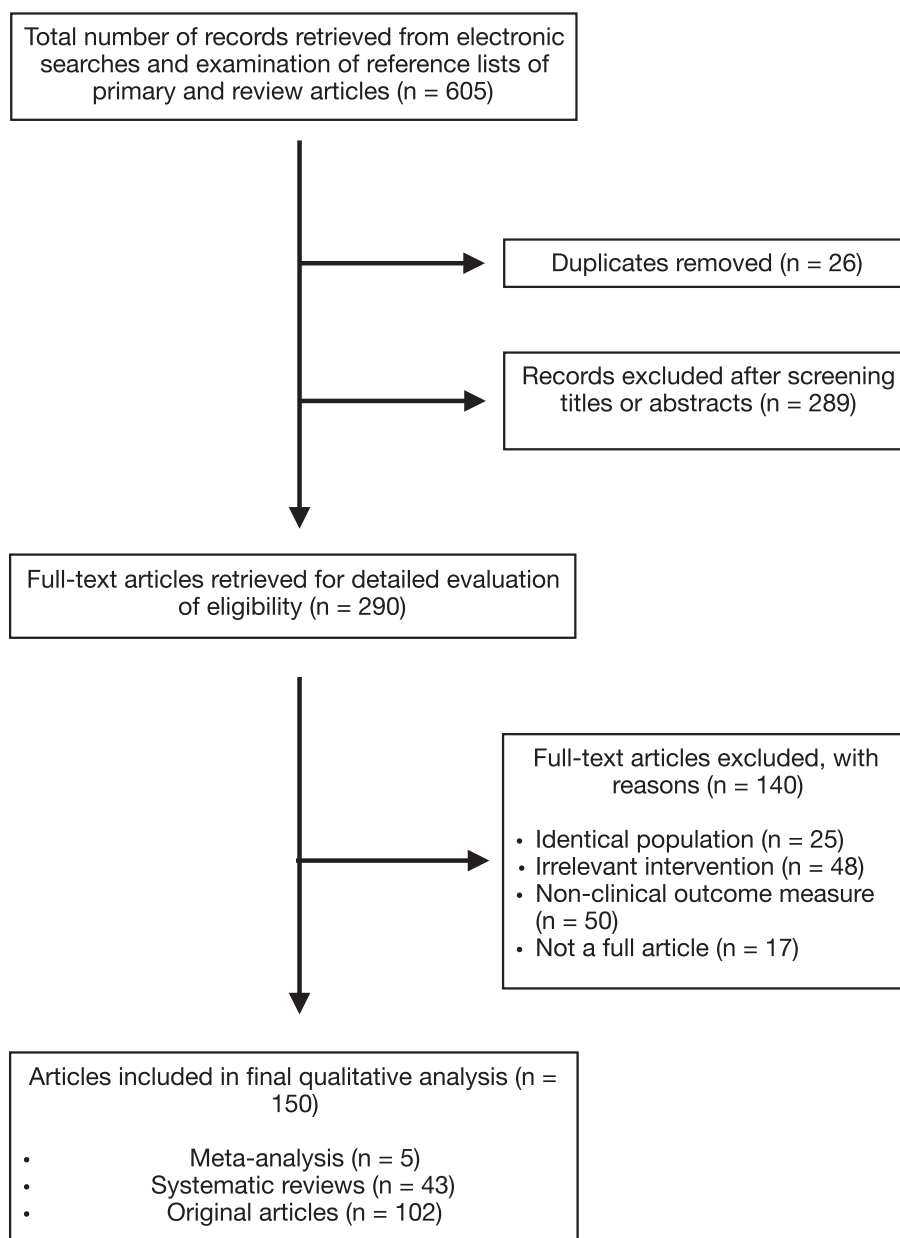 Total number of records retrieved from electronic
searches and examination of reference lists of
primary and review articles (n = 605)
Duplicates removed (n = 26)
Records excluded after screening
titles or abstracts (n = 289)
Full-text articles retrieved for detailed evaluation
of eligibility (n = 290)
Full-text articles excluded, with
reasons (n = 140)
• Identical population (n = 25)
• Irrelevant intervention (n = 48)
• Non-clinical outcome measure
(n = 50)
• Not a full article (n = 17)
Articles included in final qualitative analysis (n =
150)
• Meta-analysis (n = 5)
• Systematic reviews (n = 43)
• Original articles (n = 102)